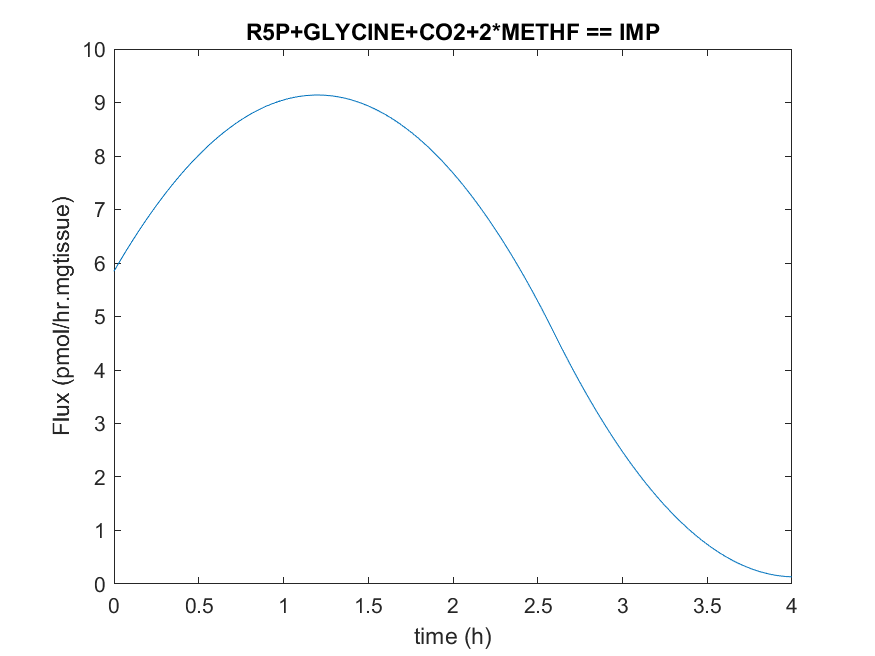 R5P+GLYCINE+CO2+2*METHF == IMP
10
9
8
7
6
5
4
3
2
1
0
Flux (pmol/hr.mgtissue)
0 0.5 1 1.5 2 2.5 3 3.5 4
time (h)